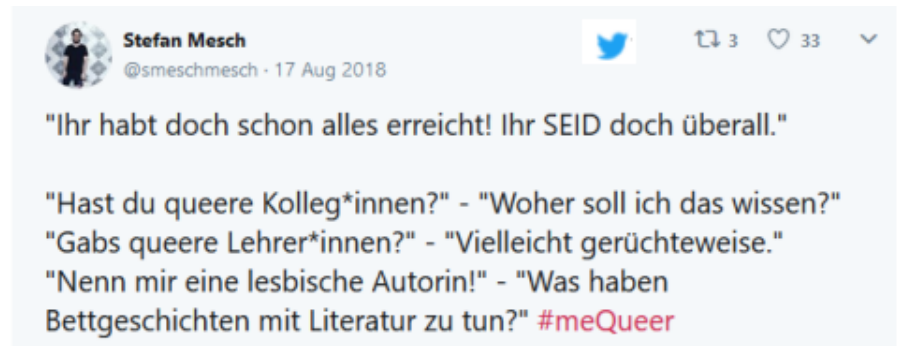 Stefan Mesch
@smeschmesch · 17 Aug 2018
3
33
"Ihr habt doch schon alles erreicht! Ihr SEID doch überall."
"Hast du queere Kolleg*innen?" - "Woher soll ich das wissen?"
"Gabs queere Lehrer*innen?" - "Vielleicht gerüchteweise."
"Nenn mir eine lesbische Autorin!" - "Was haben
Bettgeschichten mit Literatur zu tun?" #meQueer